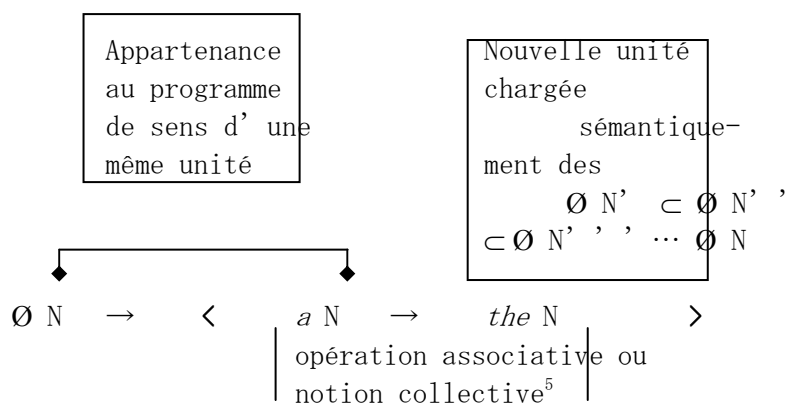 Appartenance
au programme
de sens d’ une
même unité
Nouvelle unité
chargée
sémantique-
ment des
Ø N’ ⊂ Ø N’ ’
⊂ Ø N’ ’ ’ … Ø N
Ø N → < a N → the N >
opération associative ou
notion collective⁵